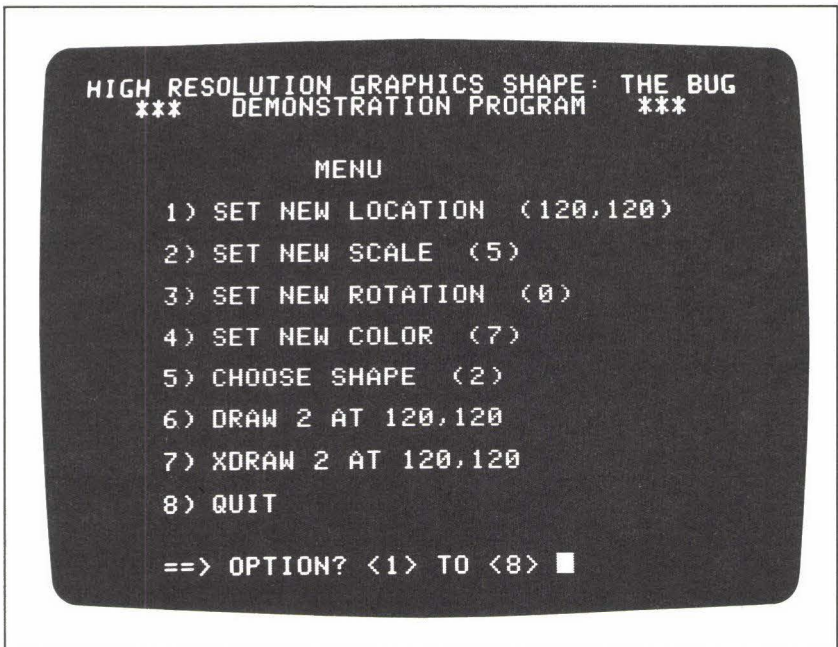 HIGH RESOLUTION GRAPHICS SHAPE: THE BUG
*** DEMONSTRATION PROGRAM ***
MENU
1) SET NEW LOCATION (120,120)
2) SET NEW SCALE (5)
3) SET NEW ROTATION (0)
4) SET NEW COLOR (7)
5) CHOOSE SHAPE (2)
6) DRAW 2 AT 120,120
7) XDRAW 2 AT 120,120
8) QUIT
==> OPTION? <1> TO <8>